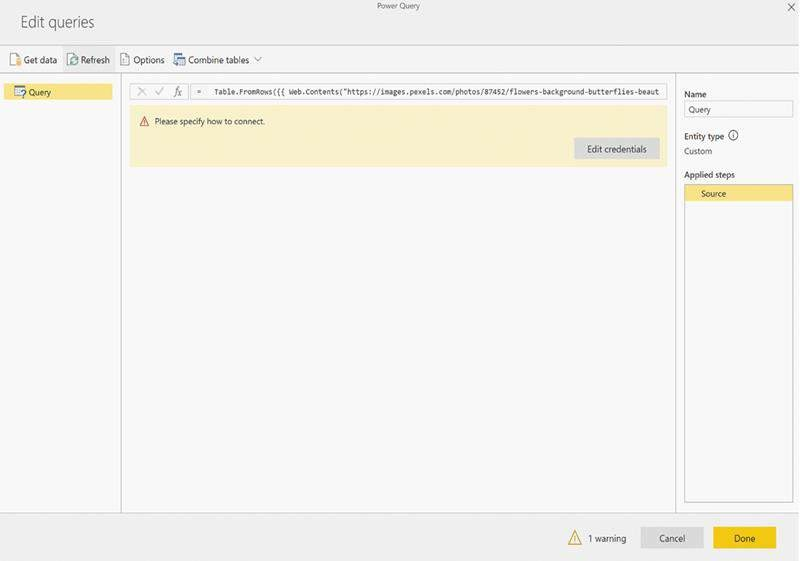 Power Query
Edit queries
Get data Refresh Options Combine tables
Query
fx = Table.FromRows({{ Web.Contents("https://images.pexels.com/photos/87452/flowers-background-butterflies-beaut
Please specify how to connect.
Edit credentials
Name
Query
Entity type
Custom
Applied steps
Source
1 warning Cancel Done